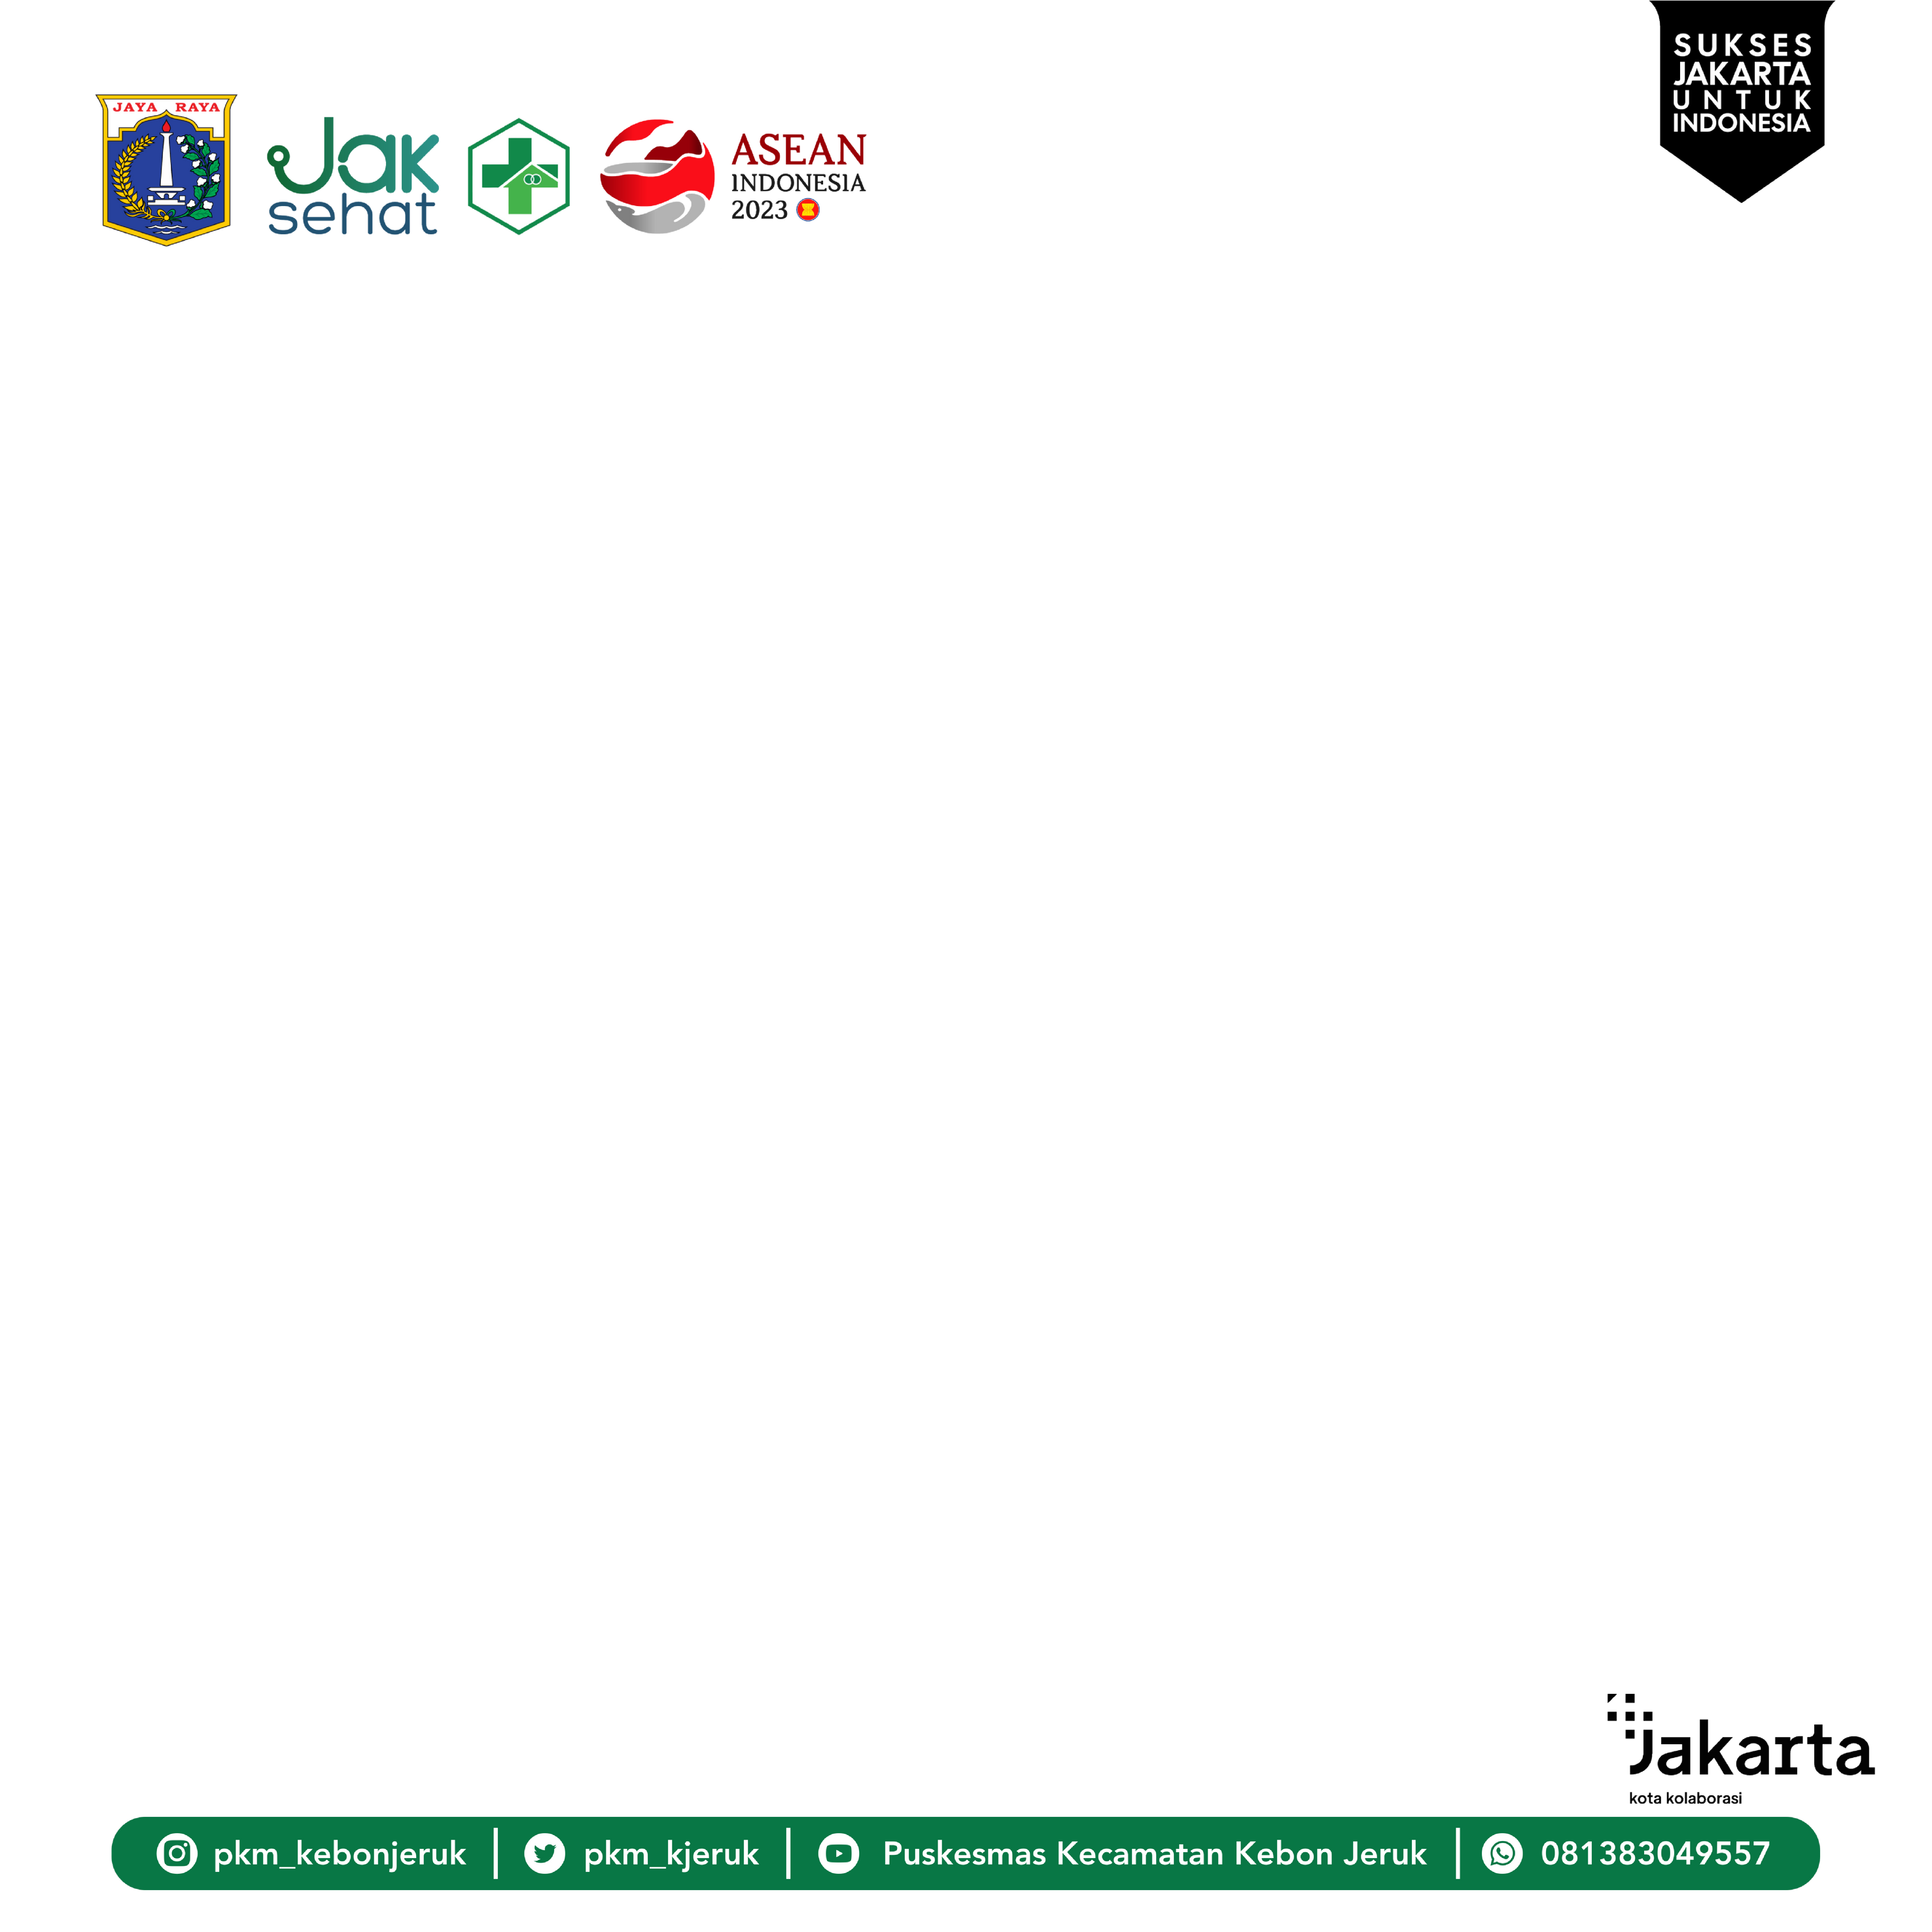 JAYA RAYA
Jak
sehat
ASEAN
INDONESIA
2023
SUKSES
JAKARTA
UNTUK
INDONESIA
jakarta
kota kolaborasi
pkm_kebonjeruk
pkm_kjeruk
Puskesmas Kecamatan Kebon Jeruk
081383049557